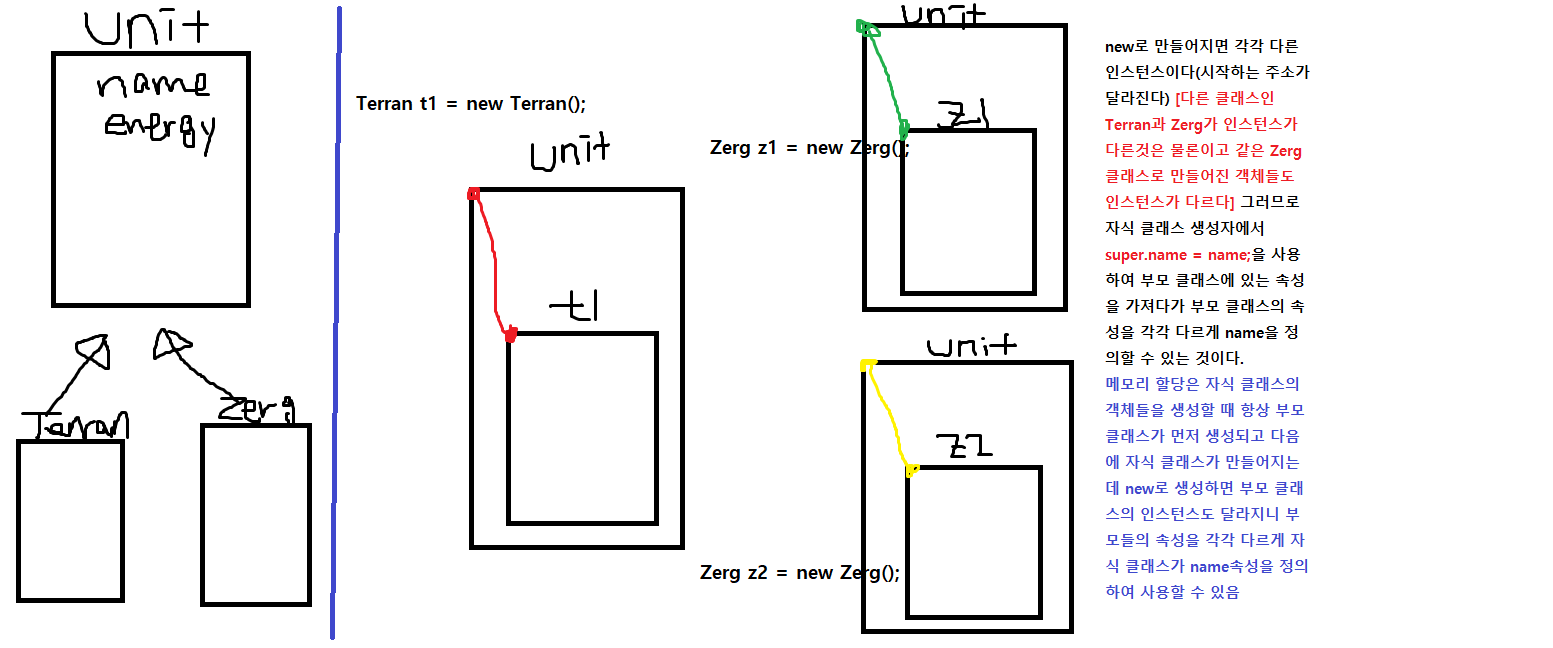 unit
name
energy
Terran
Zerg
Terran t1 = new Terran();
unit
t1
unit
z1
Zerg z1 = new Zerg();
unit
z2
Zerg z2 = new Zerg();
new로 만들어지면 각각 다른
인스턴스이다(시작하는 주소가
달라진다) [다른 클래스인
Terran과 Zerg가 인스턴스가
다른것은 물론이고 같은 Zerg
클래스로 만들어진 객체들도
인스턴스가 다르다] 그러므로
자식 클래스 생성자에서
super.name = name;을 사용
하여 부모 클래스에 있는 속성
을 가져다가 부모 클래스의 속
성을 각각 다르게 name을 정
의할 수 있는 것이다.
메모리 할당은 자식 클래스의
객체들을 생성할 때 항상 부모
클래스가 먼저 생성되고 다음
에 자식 클래스가 만들어지는
데 new로 생성하면 부모 클래
스의 인스턴스도 달라지니 부
모들의 속성을 각각 다르게 자
식 클래스가 name속성을 정의
하여 사용할 수 있음